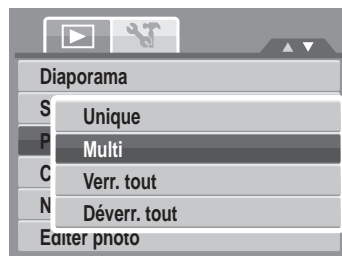 Diaporama
S
Unique
P
Multi
C
Verr. tout
N
Déverr. tout
Editer photo